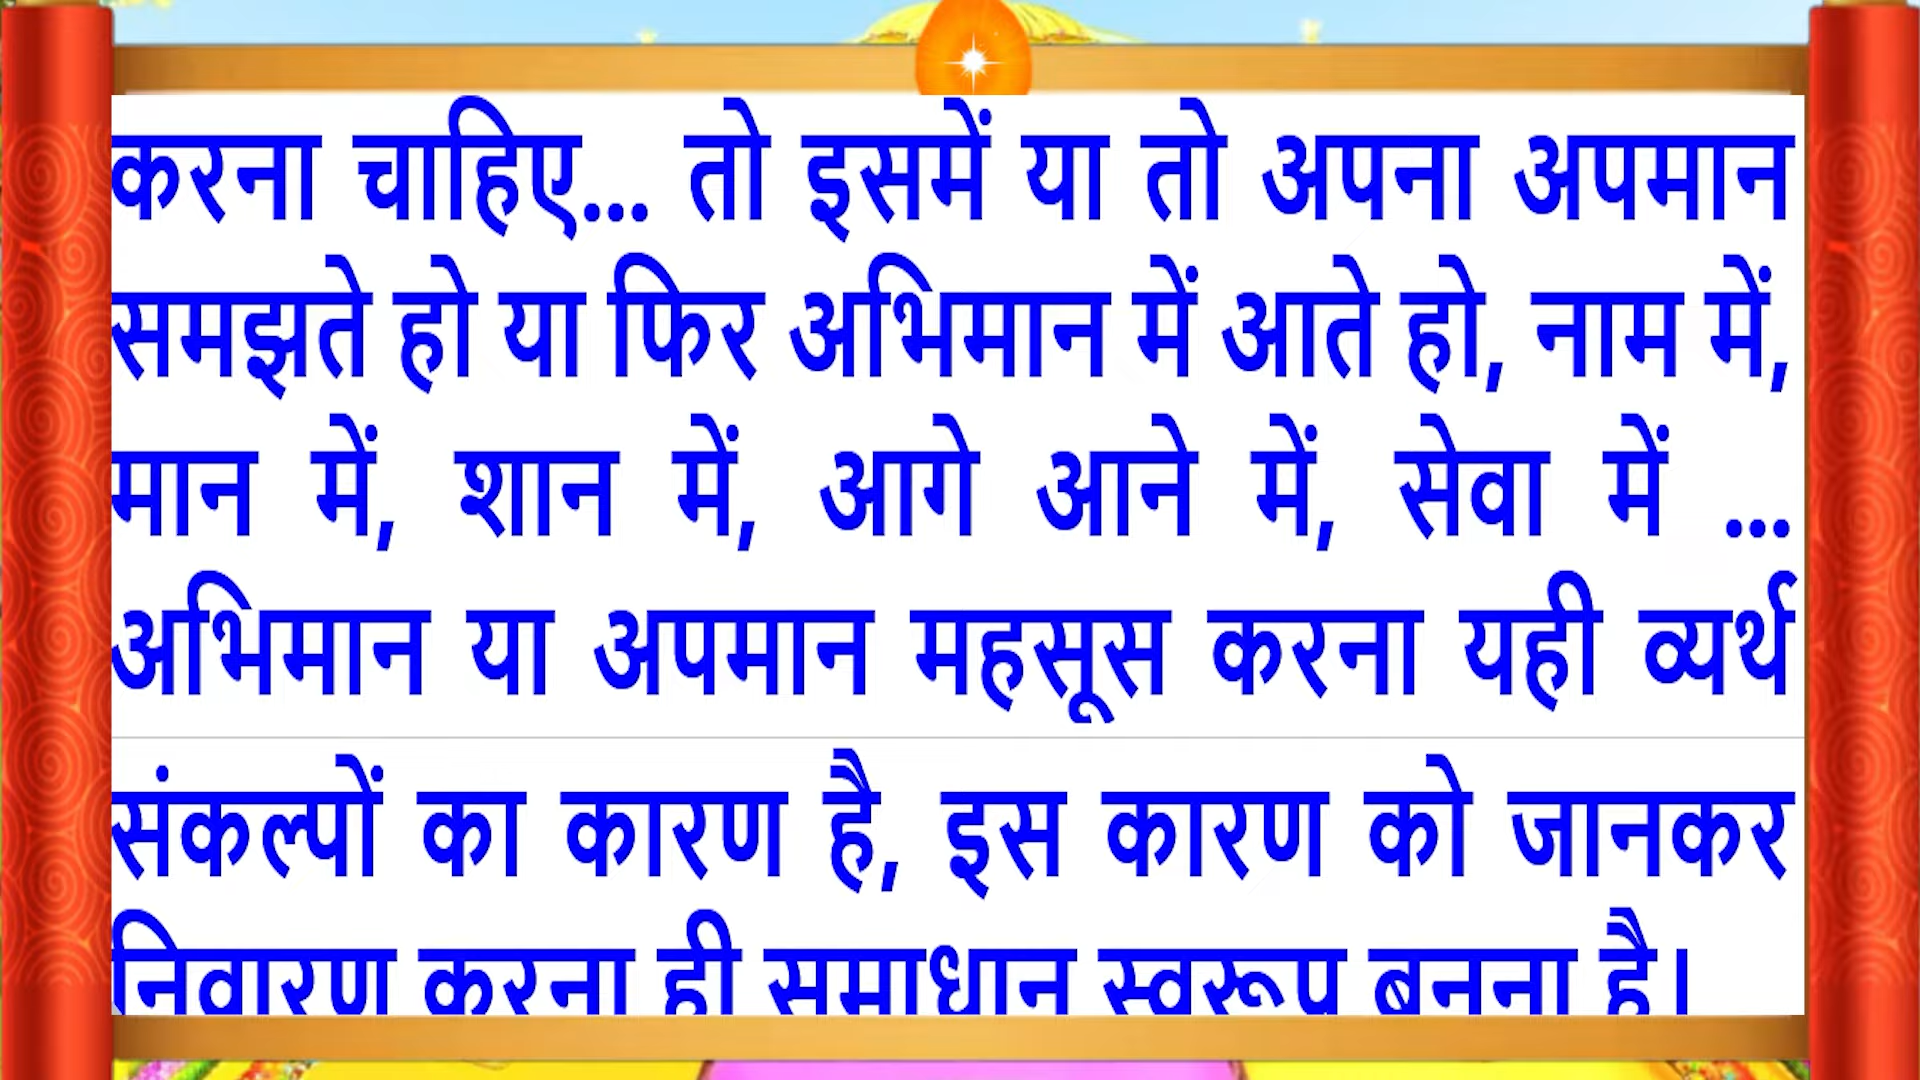 करना चाहिए... तो इसमें या तो अपना अपमान
समझते हो या फिर अभिमान में आते हो, नाम में,
मान में, शान में, आगे आने में, सेवा में ...
अभिमान या अपमान महसूस करना यही व्यर्थ
संकल्पों का कारण है, इस कारण को जानकर
निवारण करना ही समाधान स्वरूप बनना है।